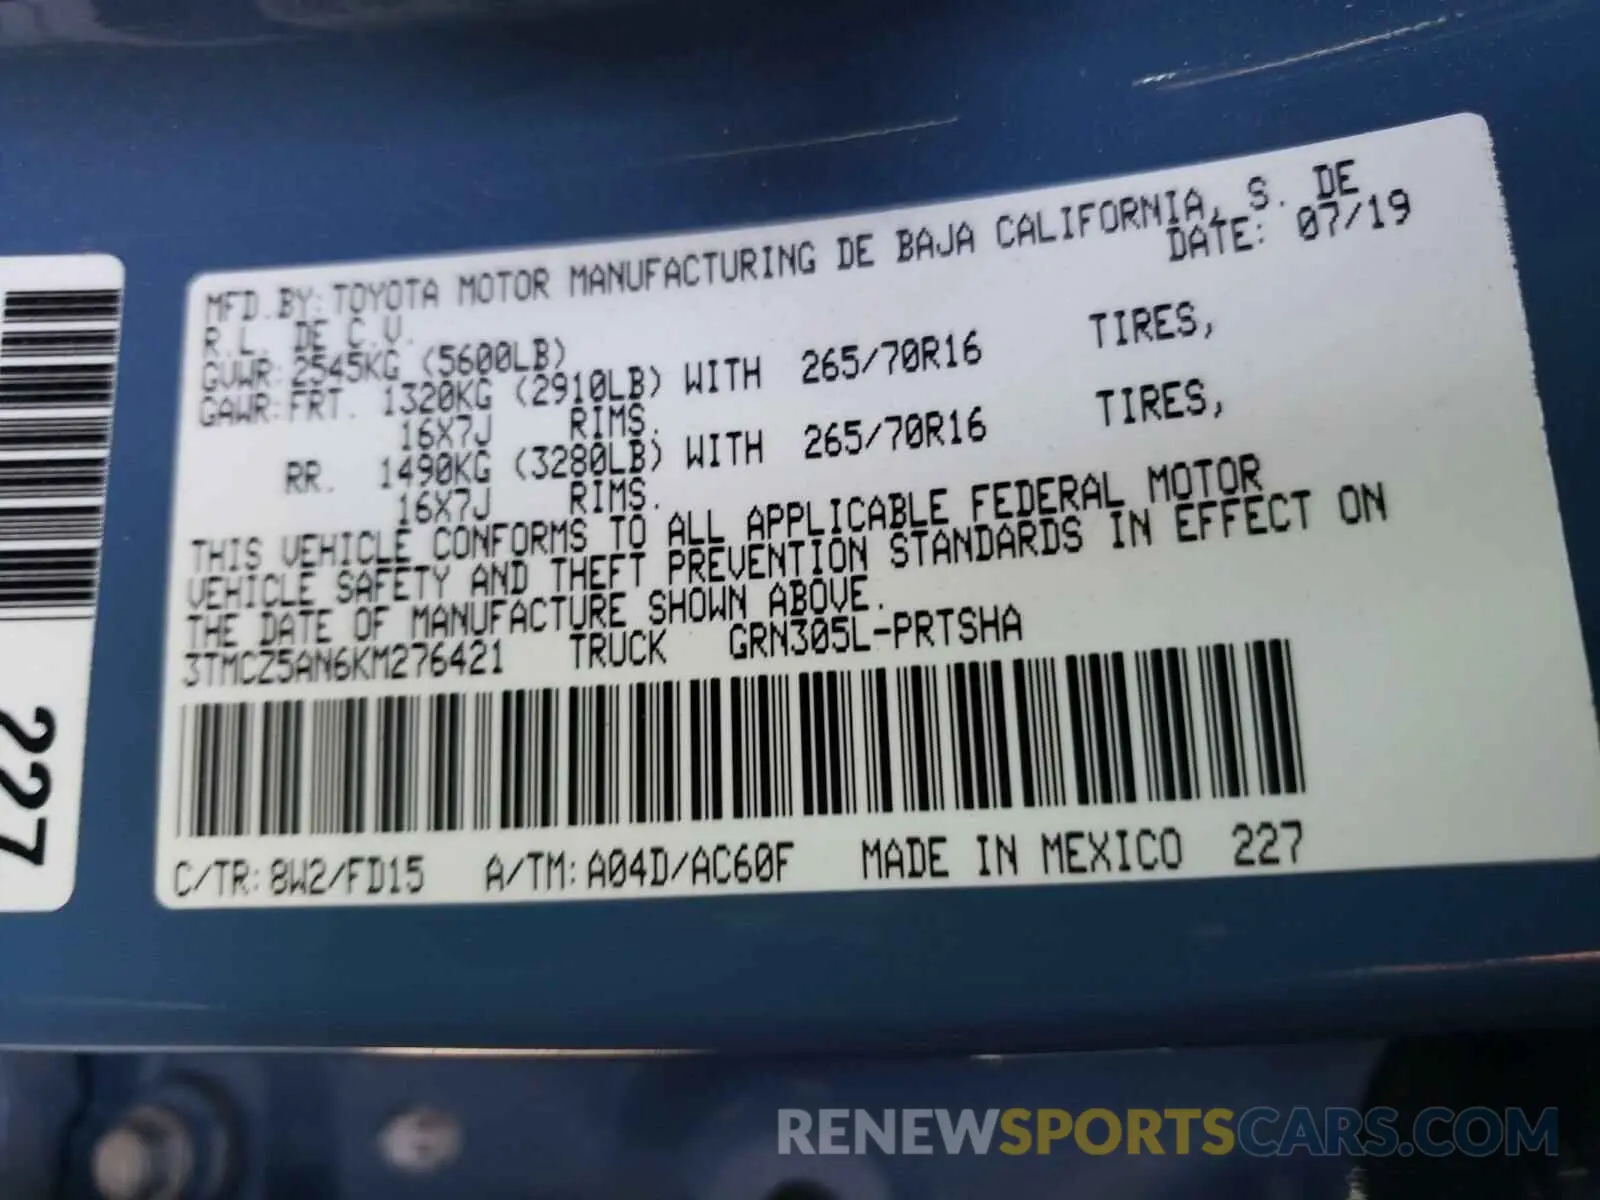 MFD.BY:TOYOTA MOTOR MANUFACTURING DE BAJA CALIFORNIA, S. DE
R.L. DE C.V. DATE: 07/19
GVWR:2545KG (5600LB)
GAWR:FRT. 1320KG (2910LB) WITH 265/70R16 TIRES,
16X7J RIMS.
RR. 1490KG (3280LB) WITH 265/70R16 TIRES,
16X7J RIMS.
THIS VEHICLE CONFORMS TO ALL APPLICABLE FEDERAL MOTOR
VEHICLE SAFETY AND THEFT PREVENTION STANDARDS IN EFFECT ON
THE DATE OF MANUFACTURE SHOWN ABOVE.
3TMCZ5AN6KM276421 TRUCK GRN305L-PRTSHA
C/TR:8W2/FD15 A/TM:A04D/AC60F MADE IN MEXICO 227
227
RENEWSPORTSCARS.COM